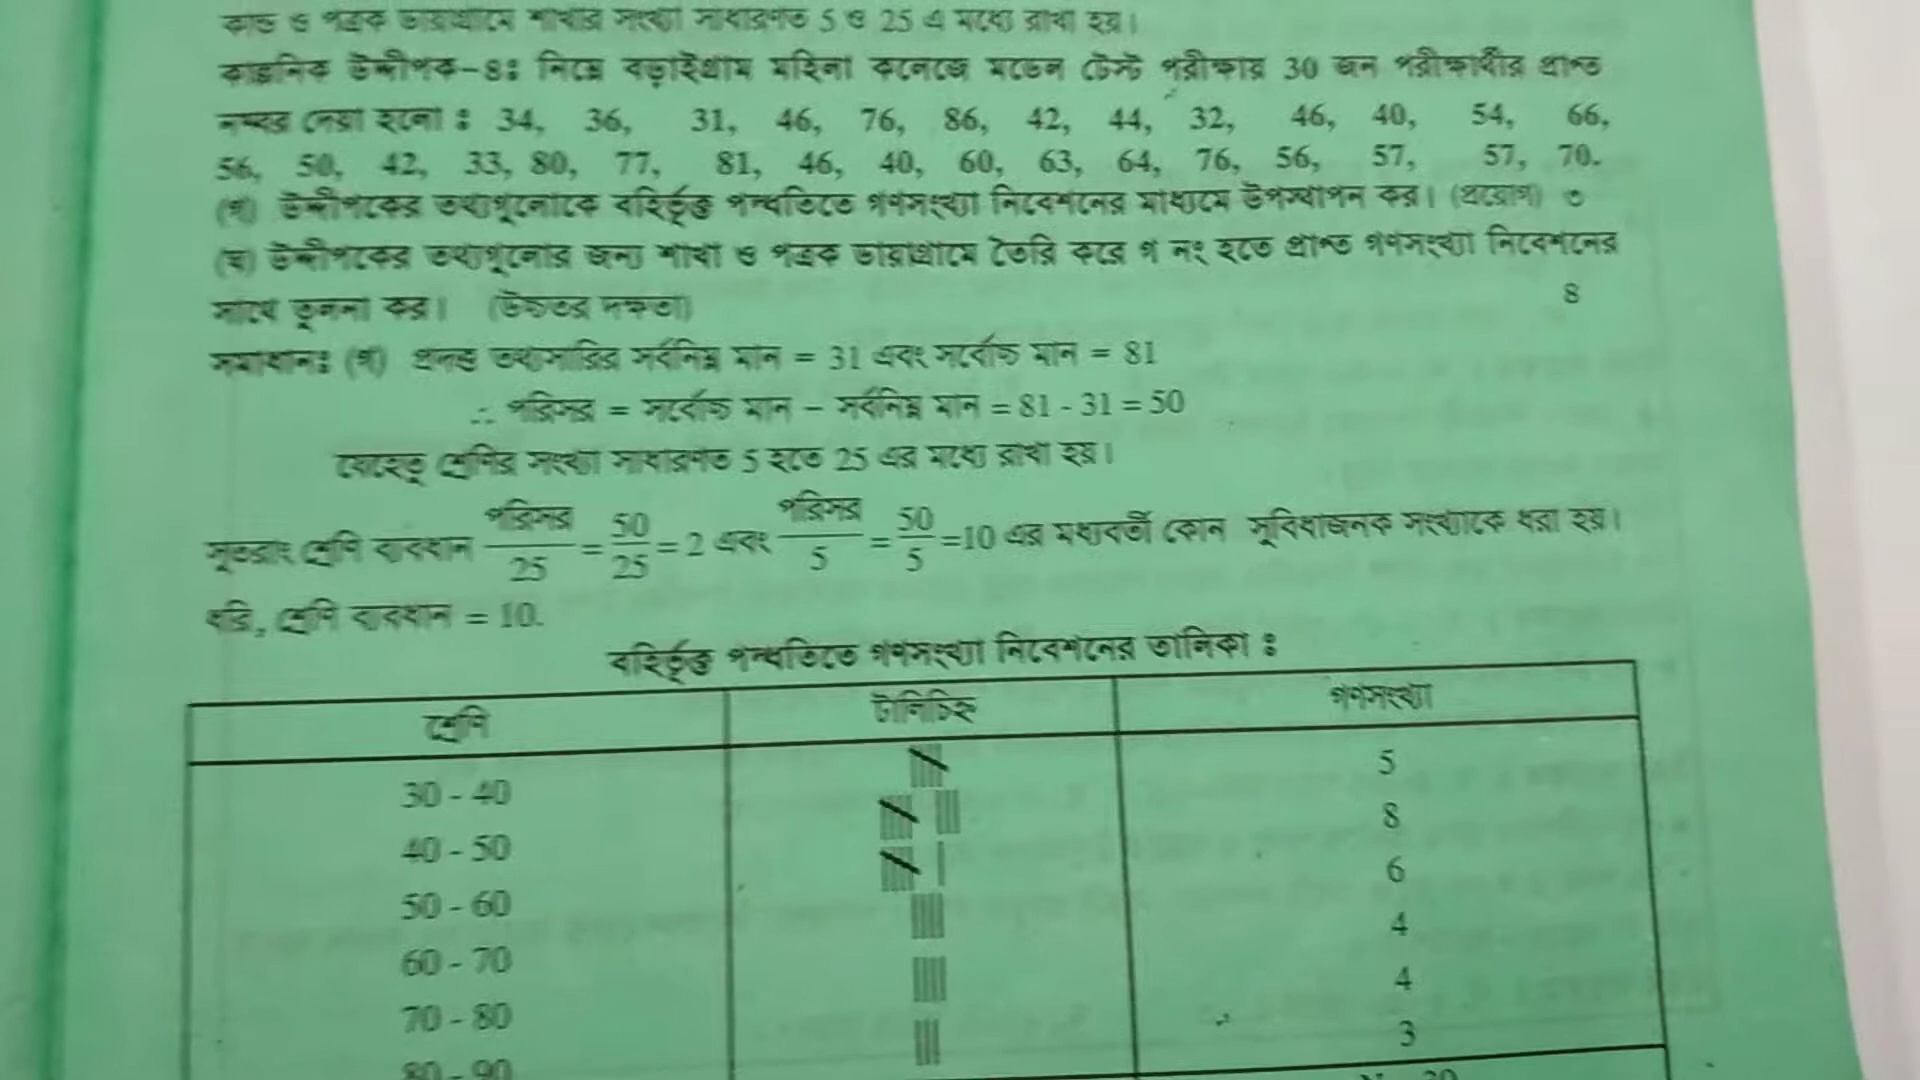 কান্ড ও পত্রক ডায়াগ্রামে শাখার সংখ্যা সাধারণত 5 ও 25 এ মধ্যে রাখা হয়।
কাল্পনিক উদ্দীপক-৪ঃ নিম্নে বড়াইগ্রাম মহিলা কলেজে মডেল টেস্ট পরীক্ষার 30 জন পরীক্ষার্থীর প্রাপ্ত
নম্বর দেয়া হলো ঃ 34, 36, 31, 46, 76, 86, 42, 44, 32, 46, 40, 54, 66,
56, 50, 42, 33, 80, 77, 81, 46, 40, 60, 63, 64, 76, 56, 57, 57, 70.
(গ) উদ্দীপকের তথ্যগুলোকে বহির্ভূক্ত পদ্ধতিতে গণসংখ্যা নিবেশনের মাধ্যমে উপস্থাপন কর। (প্রয়োগ) ৩
(ঘ) উদ্দীপকের তথ্যগুলোর জন্য শাখা ও পত্রক ডায়াগ্রামে তৈরি করে গ নং হতে প্রাপ্ত গণসংখ্যা নিবেশনের
সাথে তুলনা কর। (উচ্চতর দক্ষতা) ৪
সমাধানঃ (গ) প্রদত্ত তথ্যসারির সর্বনিম্ন মান = 31 এবং সর্বোচ্চ মান = 81
∴ পরিসর = সর্বোচ্চ মান − সর্বনিম্ন মান = 81 - 31 = 50
যেহেতু শ্রেণির সংখ্যা সাধারণত 5 হতে 25 এর মধ্যে রাখা হয়।
সুতরাং শ্রেণি ব্যবধান পরিসর/25 = 50/25 = 2 এবং পরিসর/5 = 50/5 =10 এর মধ্যবর্তী কোন সুবিধাজনক সংখ্যাকে ধরা হয়।
ধরি, শ্রেণি ব্যবধান = 10.
বহির্ভূক্ত পদ্ধতিতে গণসংখ্যা নিবেশনের তালিকা ঃ
শ্রেণি টালিচিহ্ন গণসংখ্যা
30 - 40 5
40 - 50 8
50 - 60 6
60 - 70 4
70 - 80 4
80 - 90 3